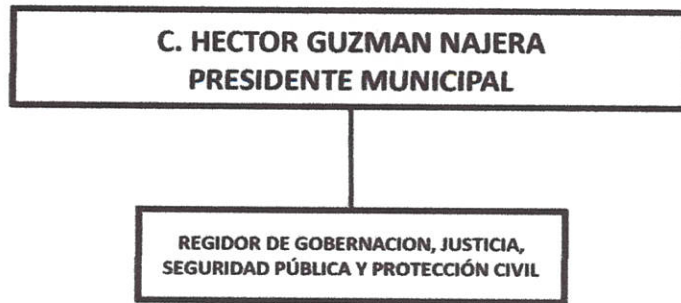 C. HECTOR GUZMAN NAJERA
PRESIDENTE MUNICIPAL
REGIDOR DE GOBERNACION, JUSTICIA,
SEGURIDAD PÚBLICA Y PROTECCIÓN CIVIL